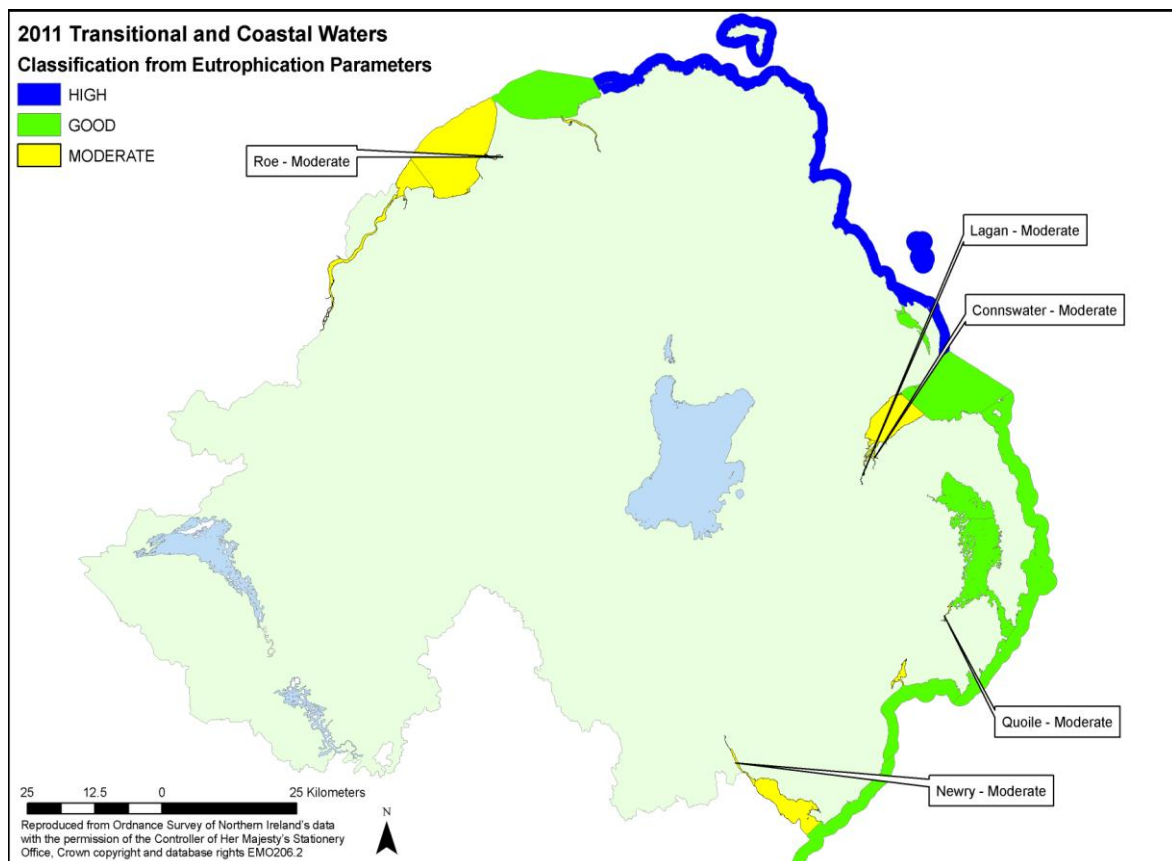 2011 Transitional and Coastal Waters
Classification from Eutrophication Parameters
HIGH
GOOD
MODERATE
Roe - Moderate
Lagan - Moderate
Connswater - Moderate
Quoile - Moderate
Newry - Moderate
25 12.5 0 25 Kilometers
Reproduced from Ordnance Survey of Northern Ireland's data
with the permission of the Controller of Her Majesty's Stationery
Office, Crown copyright and database rights EMO206.2
N